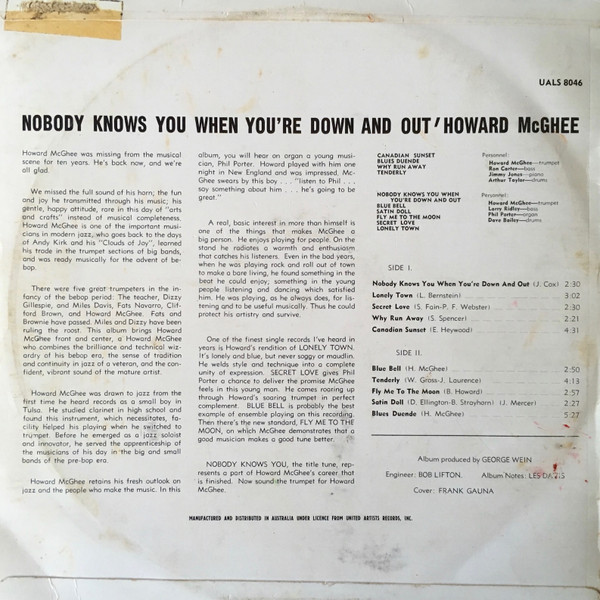 UALS 8046
NOBODY KNOWS YOU WHEN YOU'RE DOWN AND OUT/HOWARD McGHEE
Howard McGhee was missing from the musical
scene for ten years. He's back now, and we're
all glad.
We missed the full sound of his horn; the fun
and joy he transmitted through his music; his
gentle, happy attitude, rare in this day of "arts
and crafts" instead of musical completeness.
Howard McGhee is one of the important musi-
cians in modern jazz, who goes back to the days
of Andy Kirk and his "Clouds of Joy", learned
his trade in the trumpet sections of big bands,
and was ready musically for the advent of be-
bop.
There were five great trumpeters in the in-
fancy of the bebop period: The teacher, Dizzy
Gillespie, and Miles Davis, Fats Navarro, Clif-
ford Brown, and Howard McGhee. Fats and
Brownie have passed. Miles and Dizzy have been
ruling the roost. This album brings Howard
McGhee front and center, a Howard McGhee
who combines the brilliance and technical wiz-
ardry of his bebop era, the sense of tradition
and continuity in jazz of a veteran, and the con-
fident, vibrant sound of the mature artist.
Howard McGhee was drawn to jazz from the
first time he heard records as a small boy in
Tulsa. He studied clarinet in high school and
found this instrument, which necessitates, fa-
cility helped his playing when he switched to
trumpet. Before he emerged as a jazz soloist
and innovator, he served the apprenticeship of
the musicians of his day in the big and small
bands of the pre-bop era.
Howard McGhee retains his fresh outlook on
jazz and the people who make the music. In this
album, you will hear on organ a young musi-
cian, Phil Porter. Howard played with him one
night in New England and was impressed. Mc-
Ghee swears by this boy . . . "listen to Phil . . .
say something about him . . . he's going to be
great."
A real, basic interest in more than himself is
one of the things that makes McGhee a
big person. He enjoys playing for people. On the
stand he radiates a warmth and enthusiasm
that catches his listeners. Even in the bad years,
when he was playing rock and roll out of town
to make a bare living, he found something in the
beat he could enjoy; something in the young
people listening and dancing which satisfied
him. He was playing, as he always does, for lis-
tening and to be useful musically. Thus he could
protect his artistry and survive.
One of the finest single records I've heard in
years is Howard's rendition of LONELY TOWN.
It's lonely and blue, but never soggy or maudlin.
He welds style and technique into a complete
unity of expression. SECRET LOVE gives Phil
Porter a chance to deliver the promise McGhee
feels in this young man. He comes roaring up
through Howard's soaring trumpet in perfect
complement. BLUE BELL is probably the best
example of ensemble playing on this recording.
Then there's the new standard, FLY ME TO THE
MOON, on which McGhee demonstrates that a
good musician makes a good tune better.
NOBODY KNOWS YOU, the title tune, rep-
resents a part of Howard McGhee's career that
is finished. Now sound the trumpet for Howard
McGhee.
CANADIAN SUNSET
BLUES DUENDE
WHY RUN AWAY
TENDERLY
Personnel:
Howard McGhee—trumpet
Ron Carter—bass
Jimmy Jones—piano
Arthur Taylor—drums
NOBODY KNOWS YOU WHEN
YOU'RE DOWN AND OUT
BLUE BELL
SATIN DOLL
FLY ME TO THE MOON
SECRET LOVE
LONELY TOWN
Personnel:
Howard McGhee—trumpet
Larry Ridley—bass
Phil Porter—organ
Dave Bailey—drums
SIDE I.
Nobody Knows You When You're Down And Out (J. Cox) 2:30
Lonely Town (L. Bernstein) 3:02
Secret Love (S. Fain-P. F. Webster) 2:30
Why Run Away (S. Spencer) 2:21
Canadian Sunset (E. Heywood) 4:31
SIDE II.
Blue Bell (H. McGhee) 2:50
Tenderly (W. Gross-J. Laurence) 4:13
Fly Me To The Moon (B. Howard) 2:57
Satin Doll (D. Ellington-B. Strayhorn) (J. Mercer) 2:27
Blues Duende (H. McGhee) 5:27
Album produced by GEORGE WEIN
Engineer: BOB LIFTON. Album Notes: LES DAVIS
Cover: FRANK GAUNA
MANUFACTURED AND DISTRIBUTED IN AUSTRALIA UNDER LICENCE FROM UNITED ARTISTS RECORDS, INC.